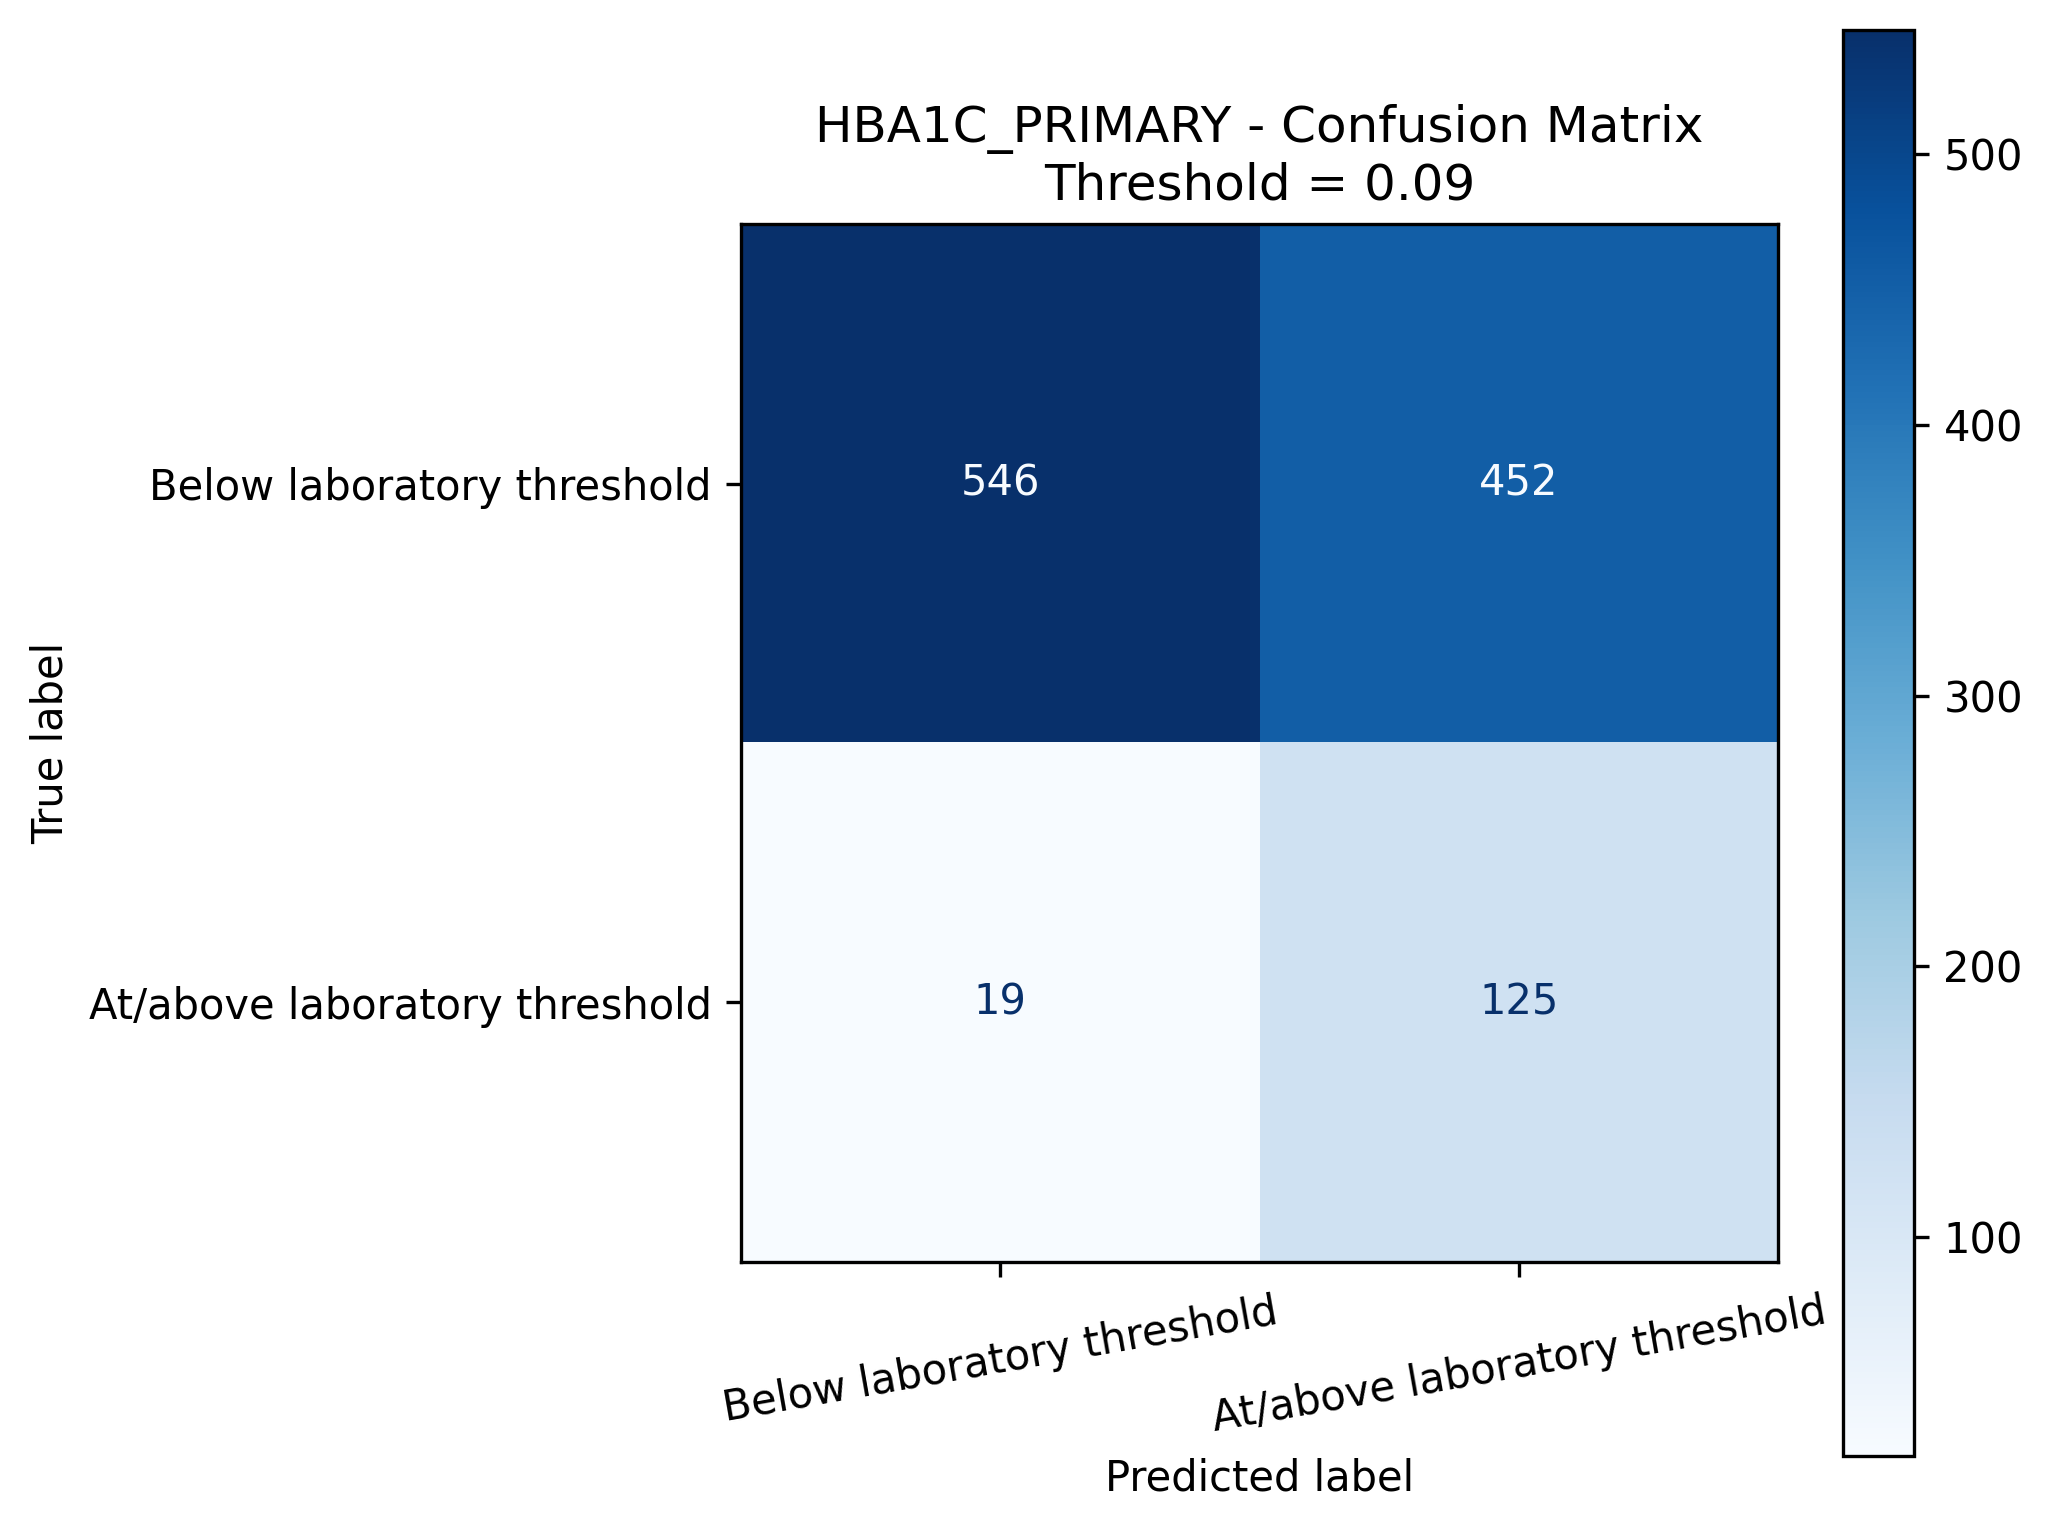 HBA1C_PRIMARY - Confusion Matrix
Threshold = 0.09
True label
Below laboratory threshold
At/above laboratory threshold
546
452
19
125
Below laboratory threshold
At/above laboratory threshold
Predicted label
500
400
300
200
100